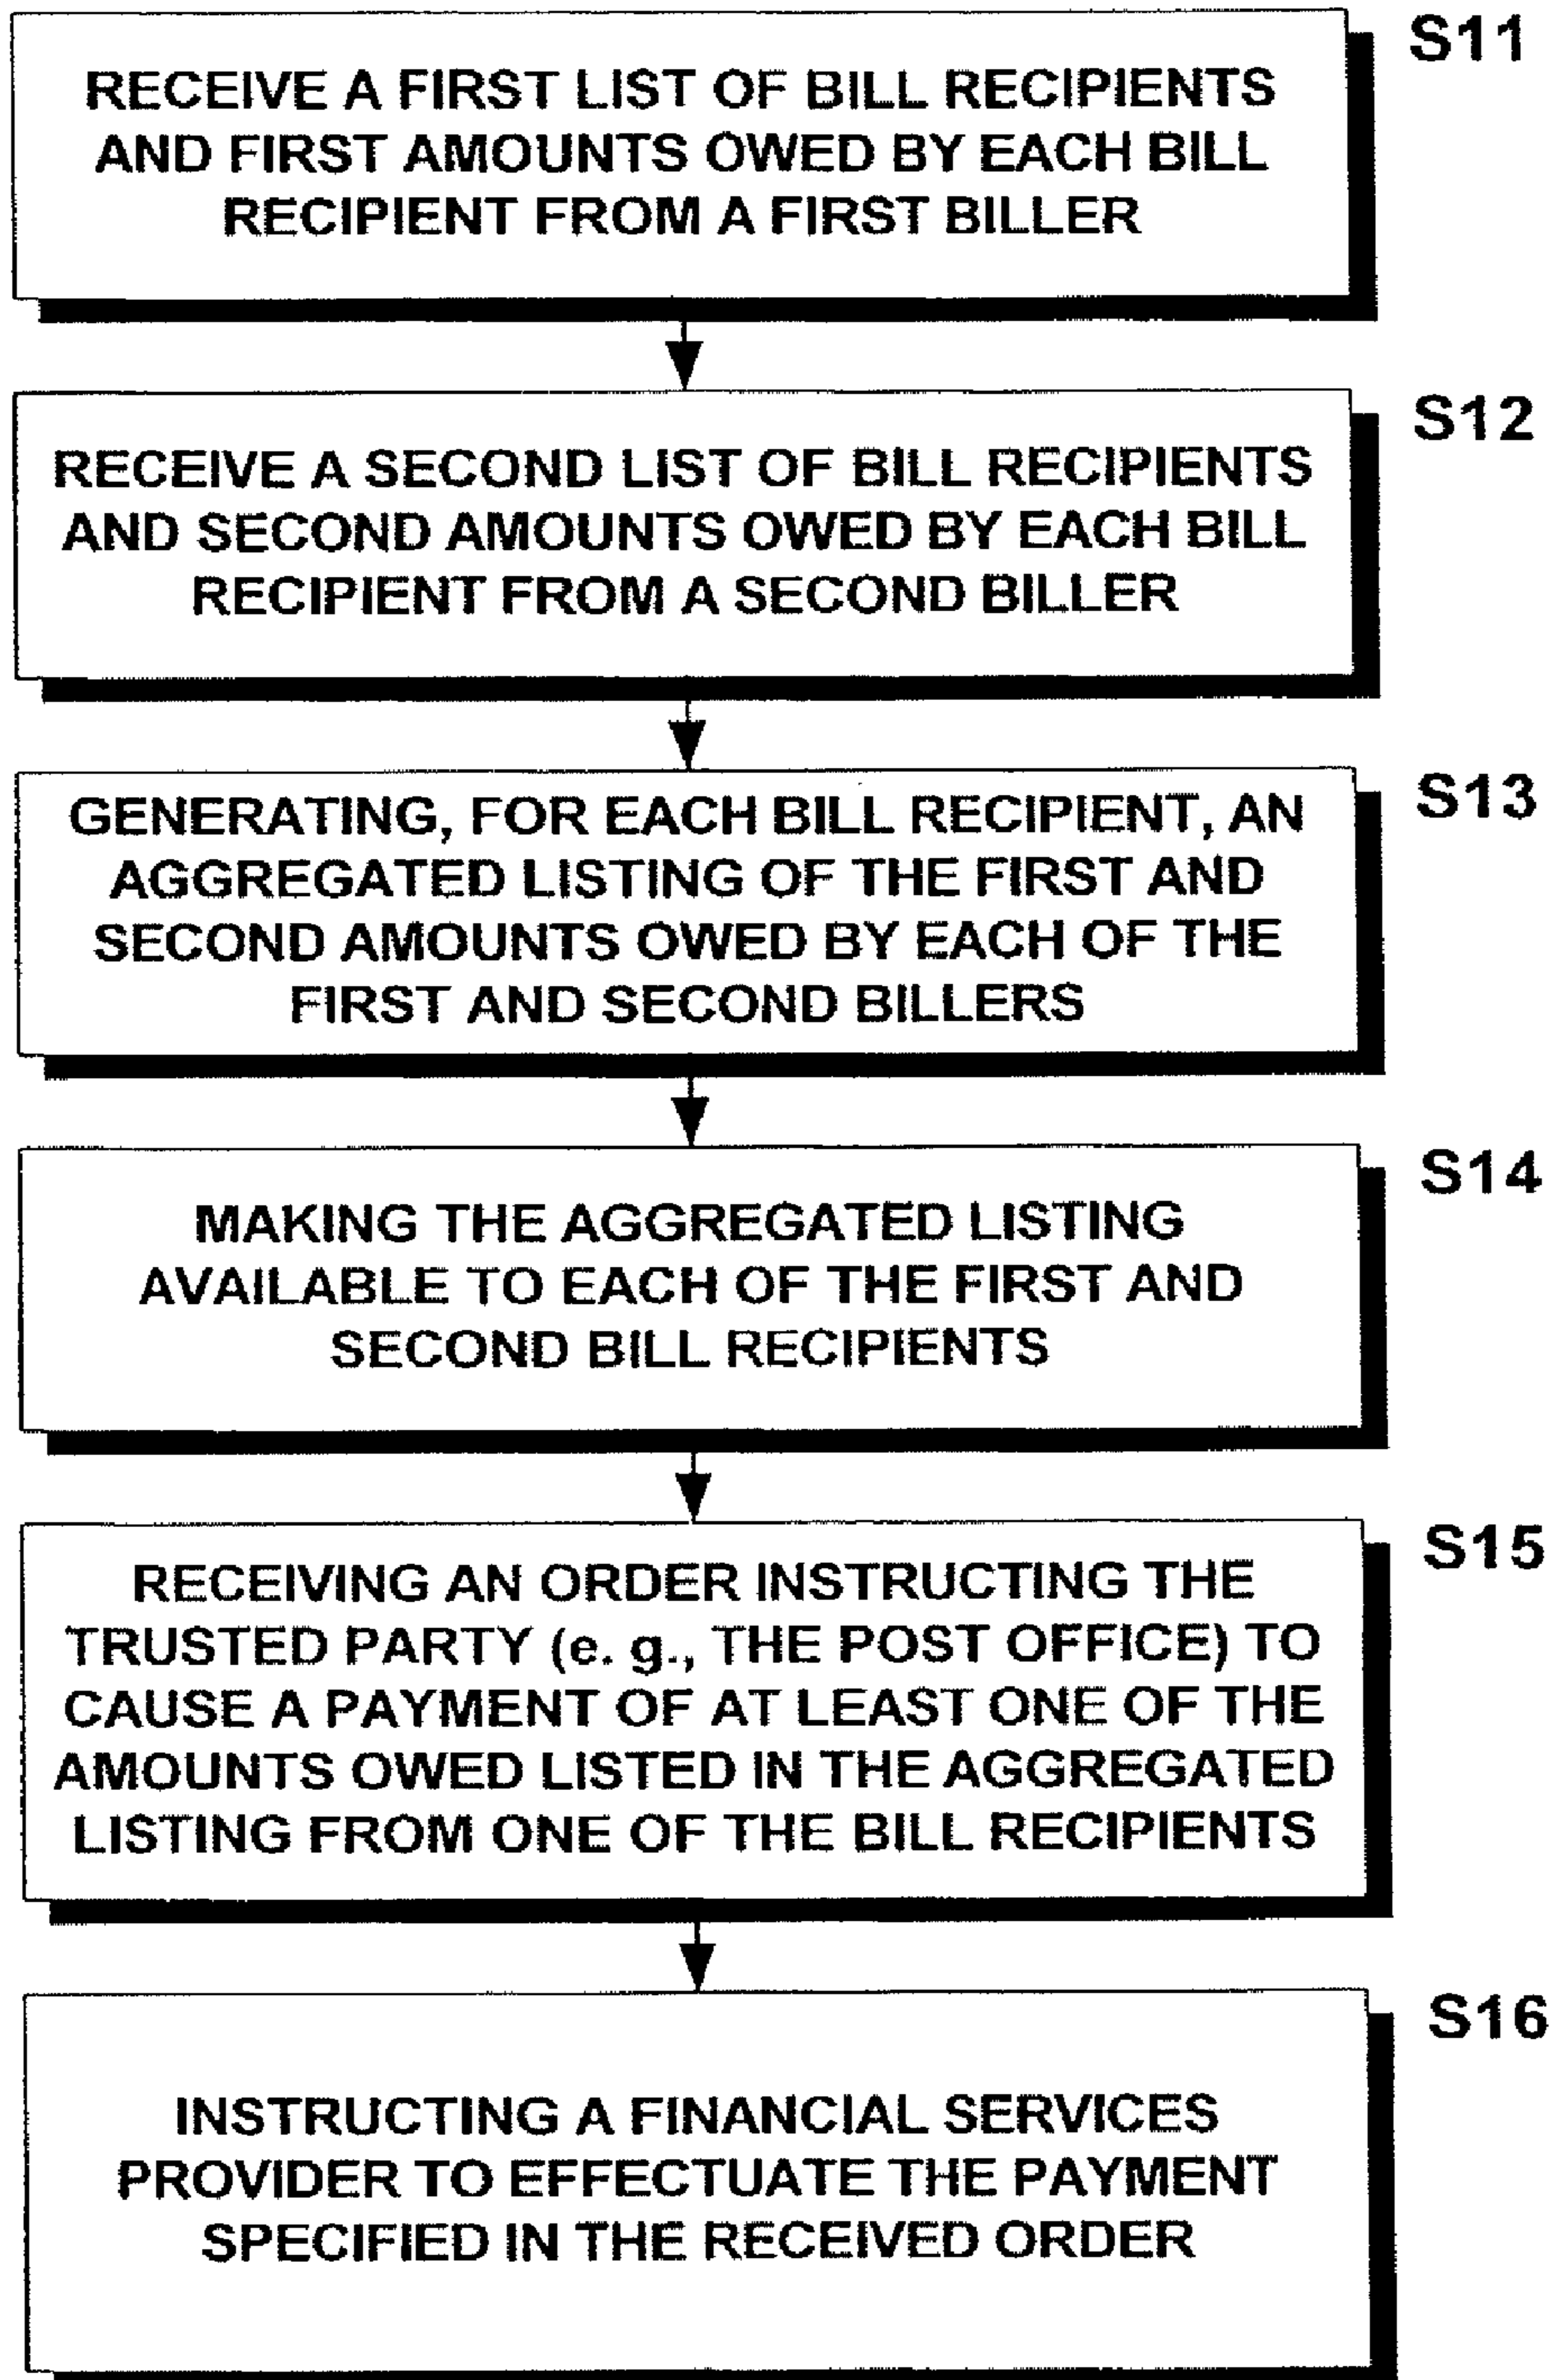 S11
RECEIVE A FIRST LIST OF BILL RECIPIENTS
AND FIRST AMOUNTS OWED BY EACH BILL
RECIPIENT FROM A FIRST BILLER
S12
RECEIVE A SECOND LIST OF BILL RECIPIENTS
AND SECOND AMOUNTS OWED BY EACH BILL
RECIPIENT FROM A SECOND BILLER
S13
GENERATING, FOR EACH BILL RECIPIENT, AN
AGGREGATED LISTING OF THE FIRST AND
SECOND AMOUNTS OWED BY EACH OF THE
FIRST AND SECOND BILLERS
S14
MAKING THE AGGREGATED LISTING
AVAILABLE TO EACH OF THE FIRST AND
SECOND BILL RECIPIENTS
S15
RECEIVING AN ORDER INSTRUCTING THE
TRUSTED PARTY (e. g., THE POST OFFICE) TO
CAUSE A PAYMENT OF AT LEAST ONE OF THE
AMOUNTS OWED LISTED IN THE AGGREGATED
LISTING FROM ONE OF THE BILL RECIPIENTS
S16
INSTRUCTING A FINANCIAL SERVICES
PROVIDER TO EFFECTUATE THE PAYMENT
SPECIFIED IN THE RECEIVED ORDER